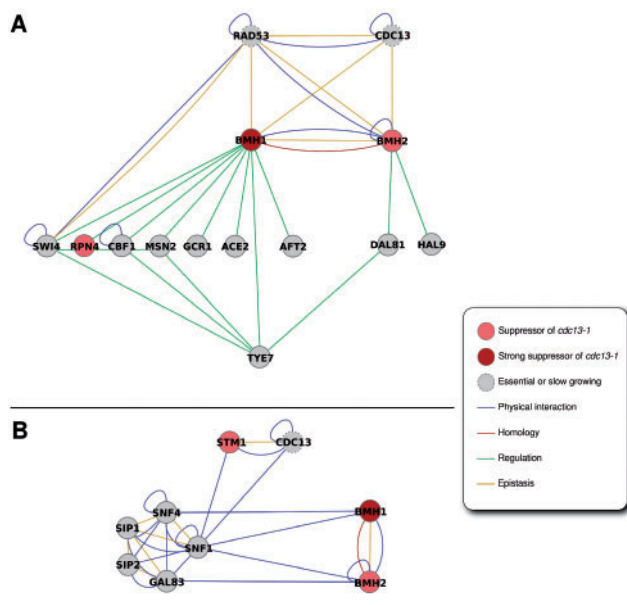 A
RAD53 CDC13
BMH1 BMH2
SWI4 RPN4 CBF1 MSN2 GCR1 ACE2 AFT2 DAL81 HAL9
TYE7
Suppressor of cdc13-1
Strong suppressor of cdc13-1
Essential or slow growing
Physical interaction
Homology
Regulation
Epistasis
B
STM1 CDC13
SNF4 BMH1
SIP1
SNF1
SIP2
GAL83 BMH2